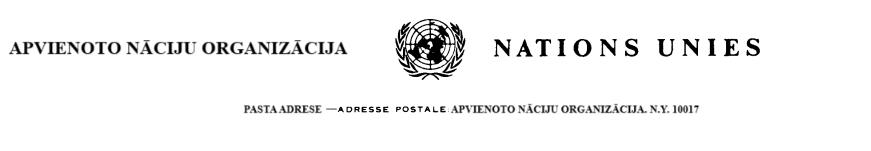 APVIENOTO NĀCIJU ORGANIZĀCIJA NATIONS UNIES
PASTA ADRESE —ADRESSE POSTALE: APVIENOTO NĀCIJU ORGANIZĀCIJA. N.Y. 10017